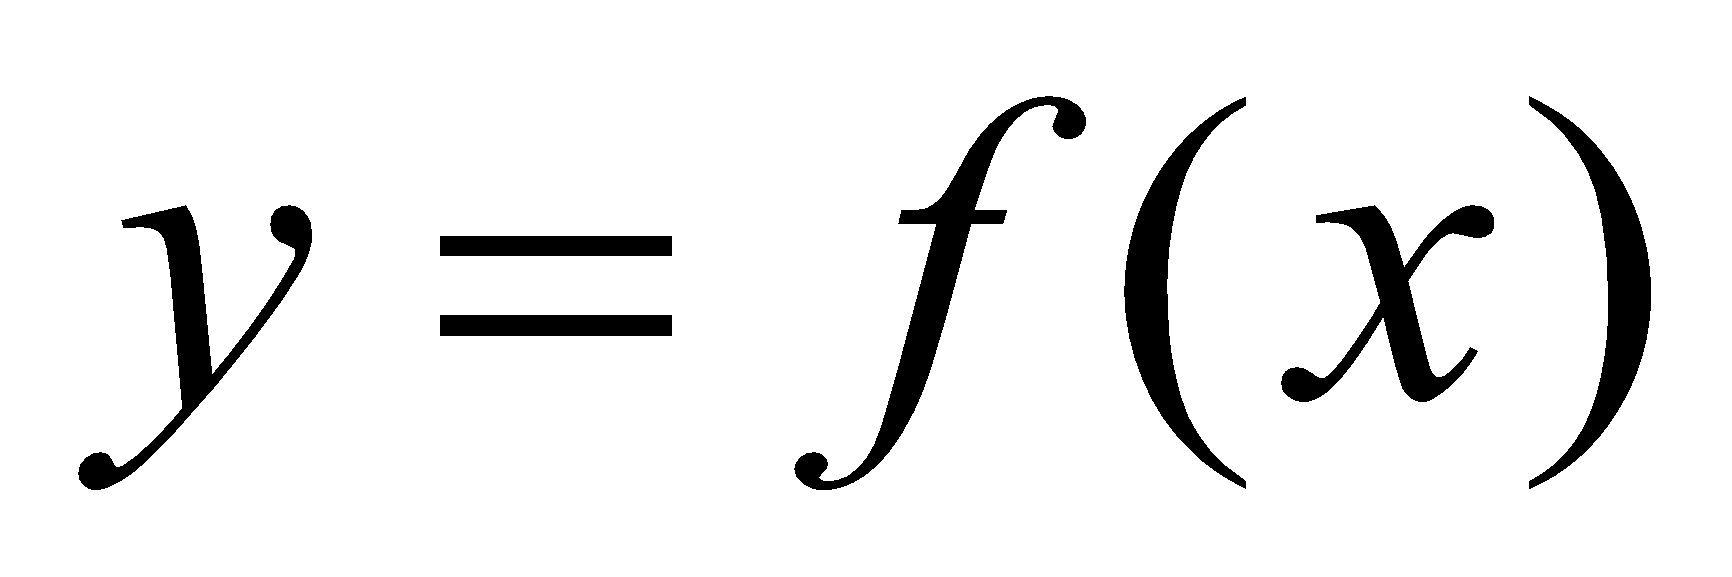 y = f(x)